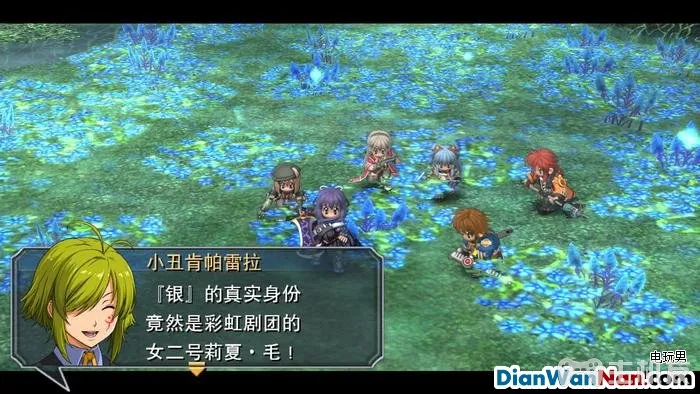 小丑肯帕雷拉
『银』的真实身份
竟然是彩虹剧团的
女二号莉夏·毛！
电玩男
DianWanNan.com